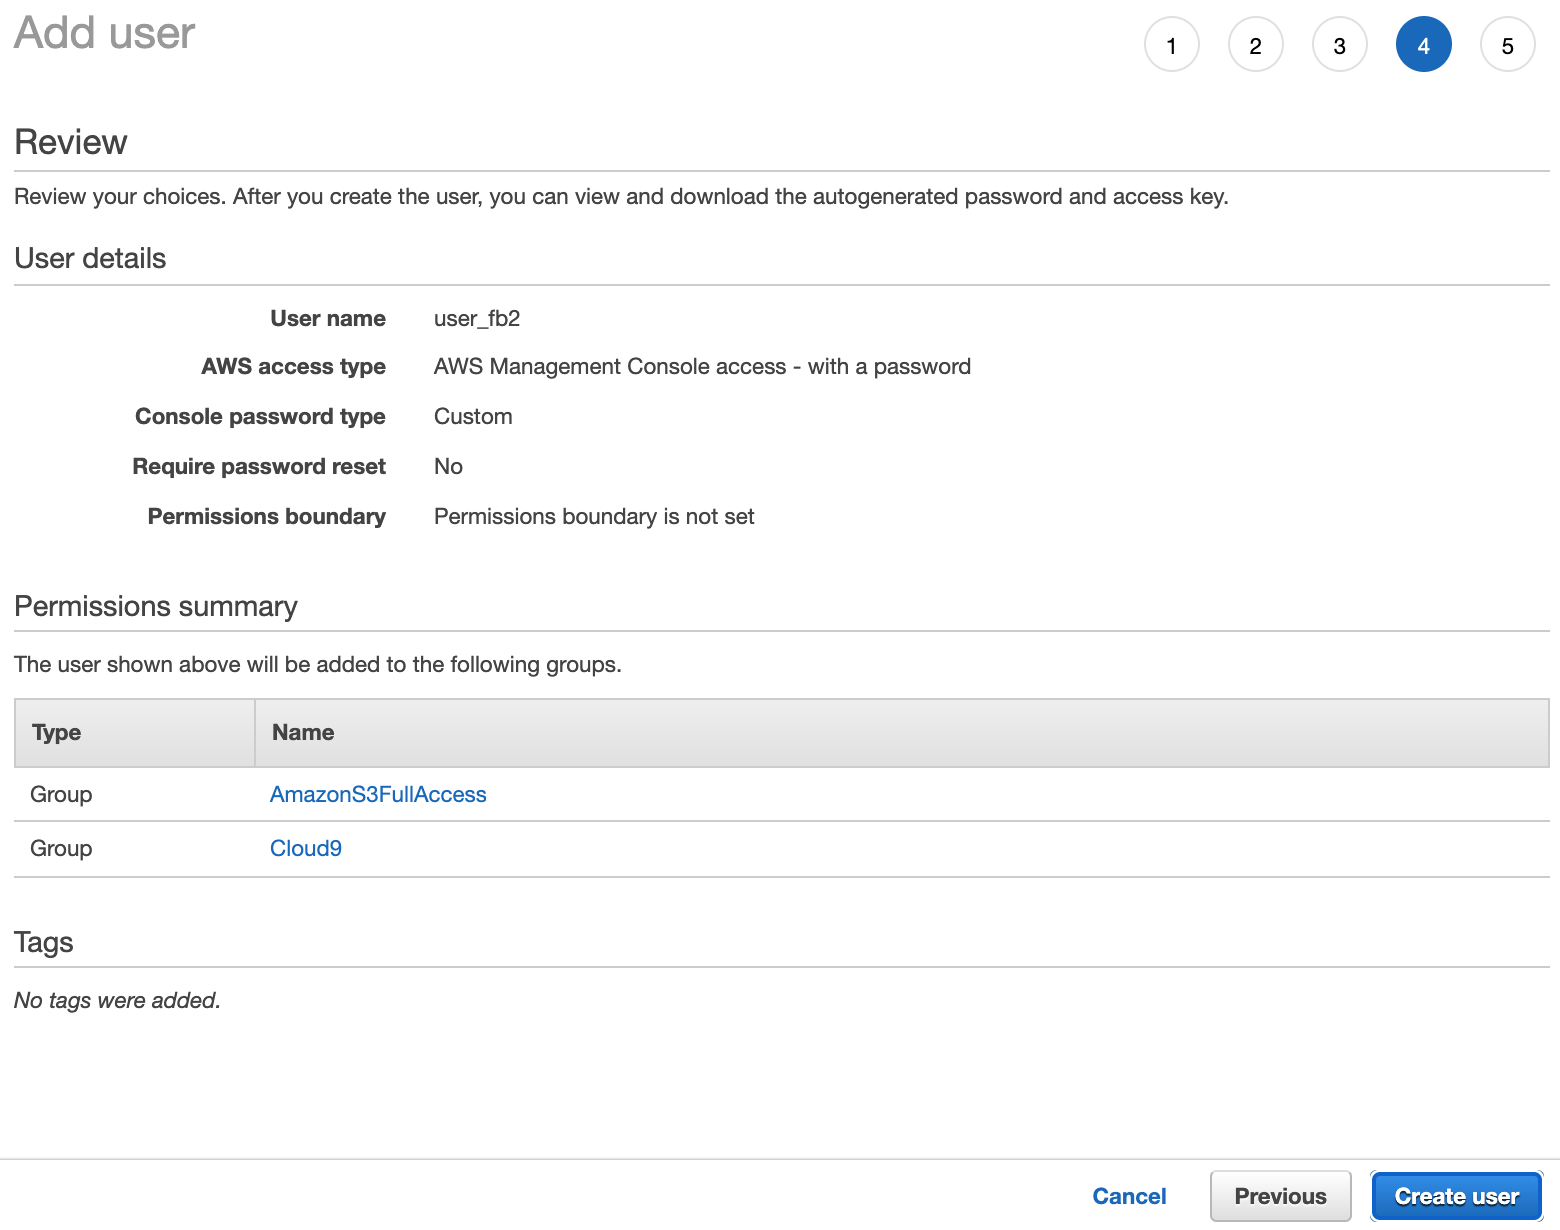 Add user
1 2 3 4 5
Review
Review your choices. After you create the user, you can view and download the autogenerated password and access key.
User details
User name user_fb2
AWS access type AWS Management Console access - with a password
Console password type Custom
Require password reset No
Permissions boundary Permissions boundary is not set
Permissions summary
The user shown above will be added to the following groups.
Type Name
Group AmazonS3FullAccess
Group Cloud9
Tags
No tags were added.
Cancel Previous Create user